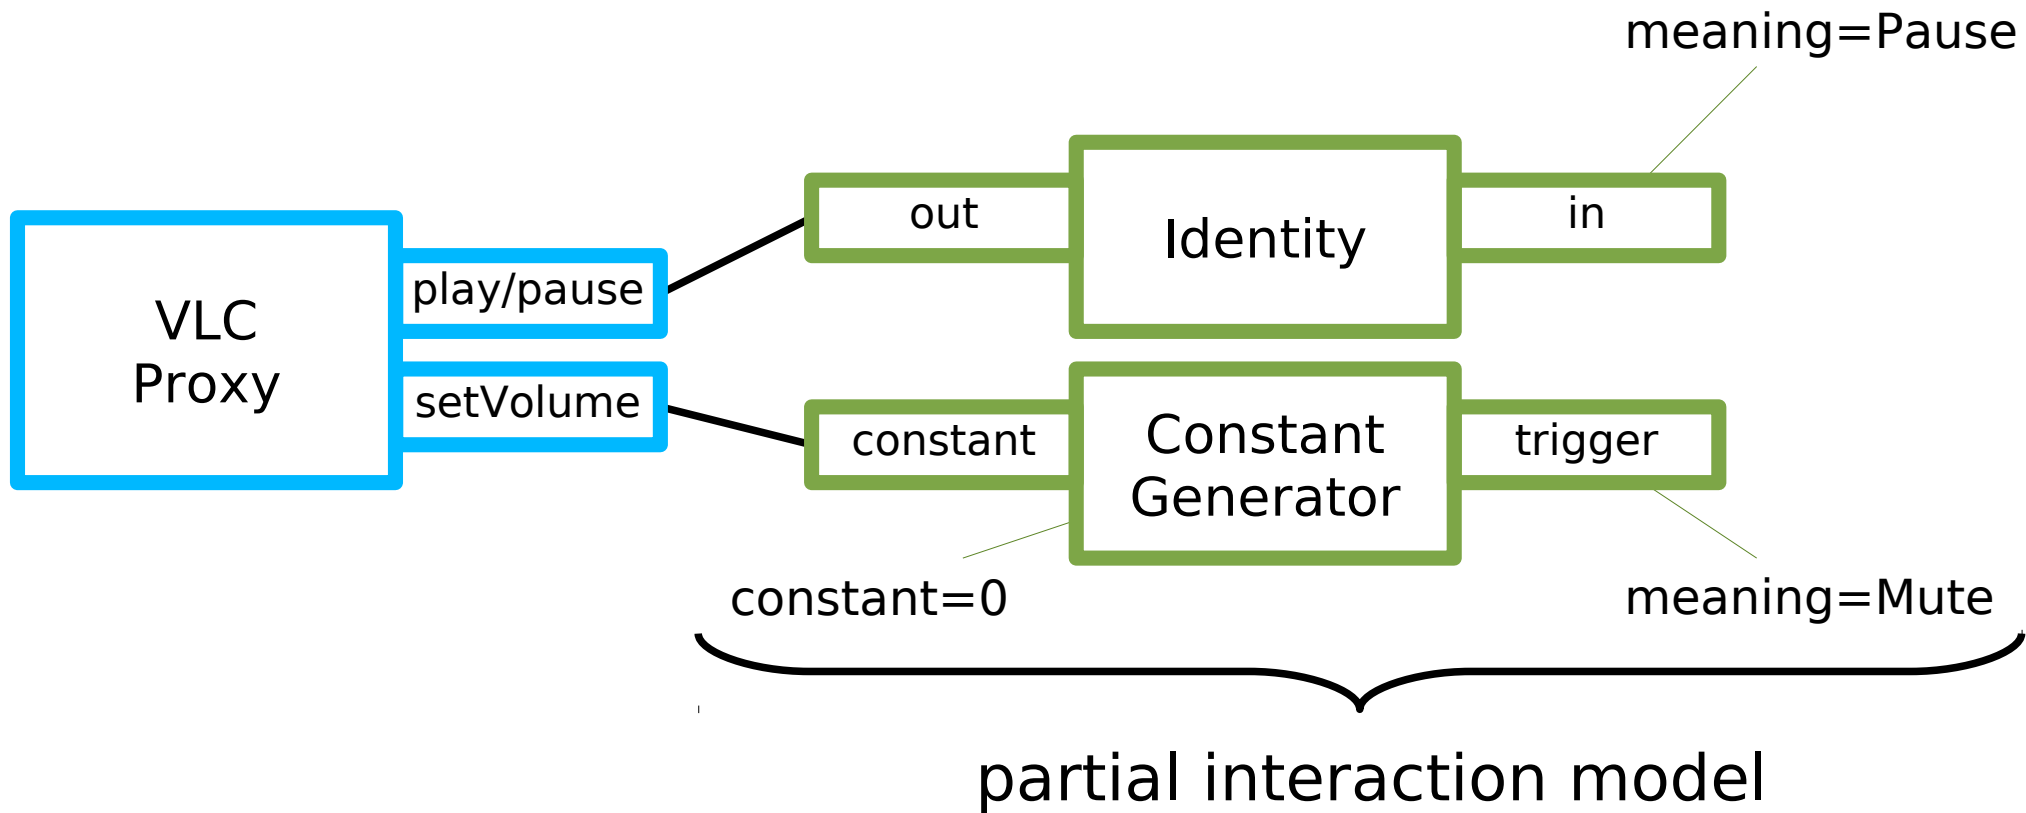 meaning=Pause
out
Identity
in
VLC
Proxy
play/pause
setVolume
constant
Constant
Generator
trigger
constant=0
meaning=Mute
partial interaction model